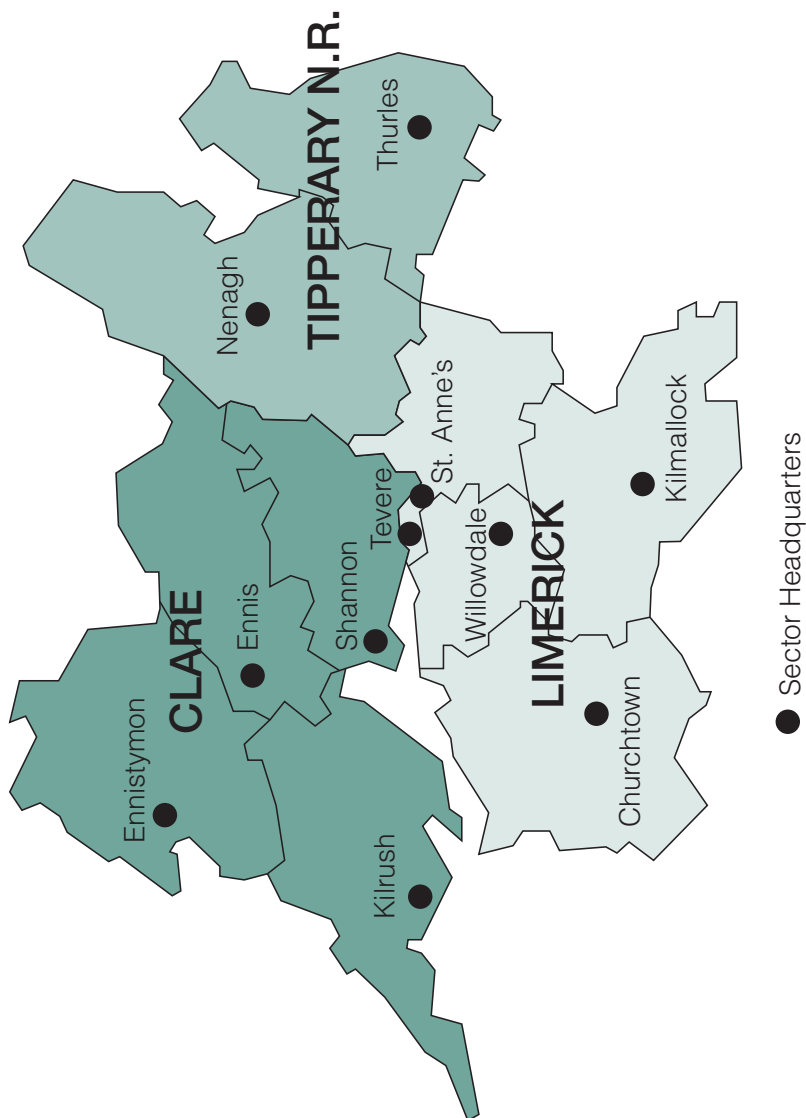 Ennistymon
CLARE
Ennis
Shannon
Kilrush
Nenagh
TIPPERARY N.R.
Thurles
Tevere
St. Anne's
Willowdale
LIMERICK
Churchtown
Kilmallock
Sector Headquarters